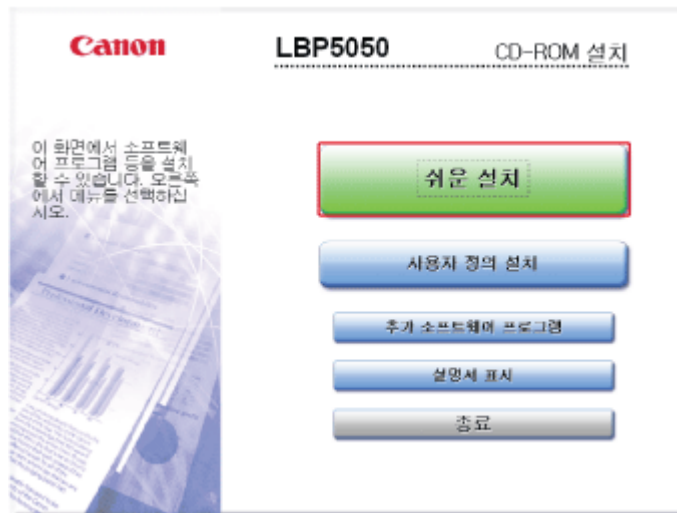 Canon
LBP5050
CD-ROM 설치
이 화면에서 소프트웨
어 프로그램 등을 설치
할 수 있습니다. 오른쪽
에서 메뉴를 선택하십
시오.
쉬운 설치
사용자 정의 설치
추가 소프트웨어 프로그램
설명서 표시
종료